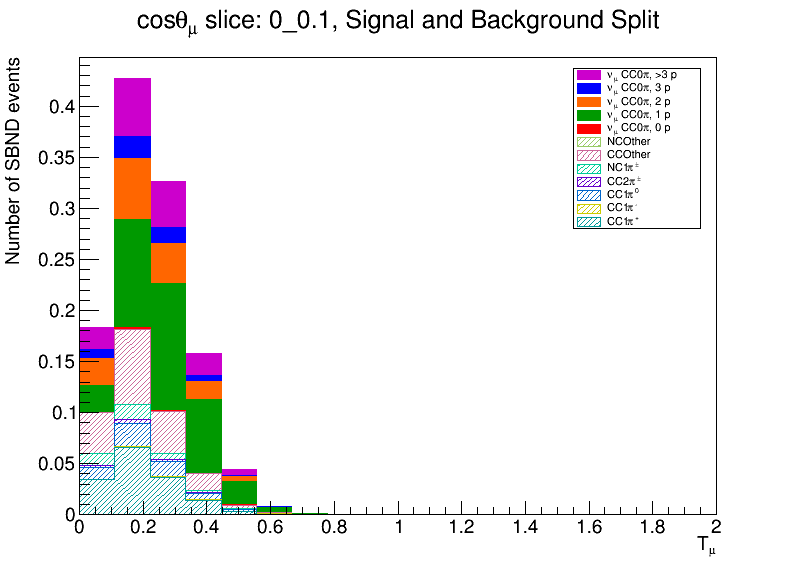 cosθμ slice: 0_0.1, Signal and Background Split
Number of SBND events
0.4
0.35
0.3
0.25
0.2
0.15
0.1
0.05
0
0 0.2 0.4 0.6 0.8 1 1.2 1.4 1.6 1.8 2
Tμ
νμ CC0π, >3 p
νμ CC0π, 3 p
νμ CC0π, 2 p
νμ CC0π, 1 p
νμ CC0π, 0 p
NCOther
CCOther
NC1π±
CC2π±
CC1π0
CC1π-
CC1π+